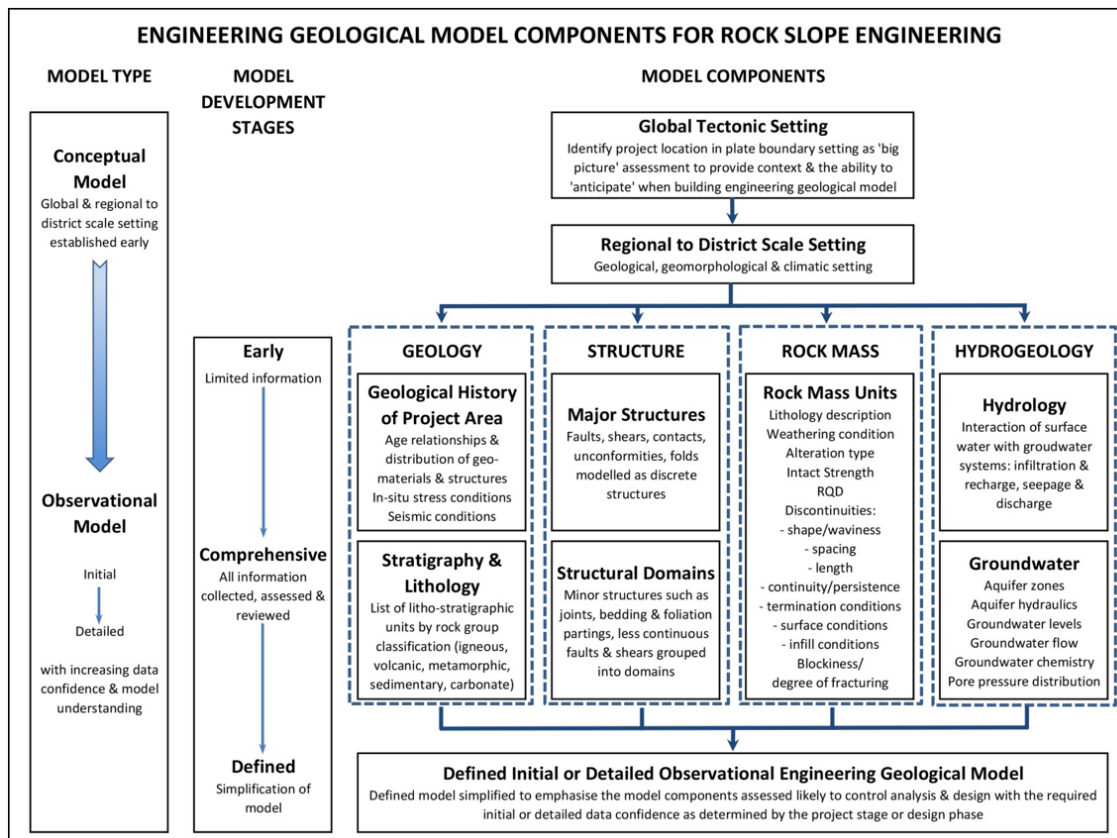 ENGINEERING GEOLOGICAL MODEL COMPONENTS FOR ROCK SLOPE ENGINEERING
MODEL TYPE
Conceptual
Model
Global & regional to
district scale setting
established early
Observational
Model
Initial
Detailed
with increasing data
confidence & model
understanding
MODEL
DEVELOPMENT
STAGES
Early
Limited information
Comprehensive
All information
collected, assessed &
reviewed
Defined
Simplification of
model
MODEL COMPONENTS
Global Tectonic Setting
Identify project location in plate boundary setting as 'big
picture' assessment to provide context & the ability to
'anticipate' when building engineering geological model
Regional to District Scale Setting
Geological, geomorphological & climatic setting
GEOLOGY
Geological History
of Project Area
Age relationships &
distribution of geo-
materials & structures
In-situ stress conditions
Seismic conditions
Stratigraphy &
Lithology
List of litho-stratigraphic
units by rock group
classification (igneous,
volcanic, metamorphic,
sedimentary, carbonate)
STRUCTURE
Major Structures
Faults, shears, contacts,
unconformities, folds
modelled as discrete
structures
Structural Domains
Minor structures such as
joints, bedding & foliation
partings, less continuous
faults & shears grouped
into domains
ROCK MASS
Rock Mass Units
Lithology description
Weathering condition
Alteration type
Intact Strength
RQD
Discontinuities:
- shape/waviness
- spacing
- length
- continuity/persistence
- termination conditions
- surface conditions
- infill conditions
Blockiness/
degree of fracturing
HYDROGEOLOGY
Hydrology
Interaction of surface
water with groudwater
systems: infiltration &
recharge, seepage &
discharge
Groundwater
Aquifer zones
Aquifer hydraulics
Groundwater levels
Groundwater flow
Groundwater chemistry
Pore pressure distribution
Defined Initial or Detailed Observational Engineering Geological Model
Defined model simplified to emphasise the model components assessed likely to control analysis & design with the required
initial or detailed data confidence as determined by the project stage or design phase